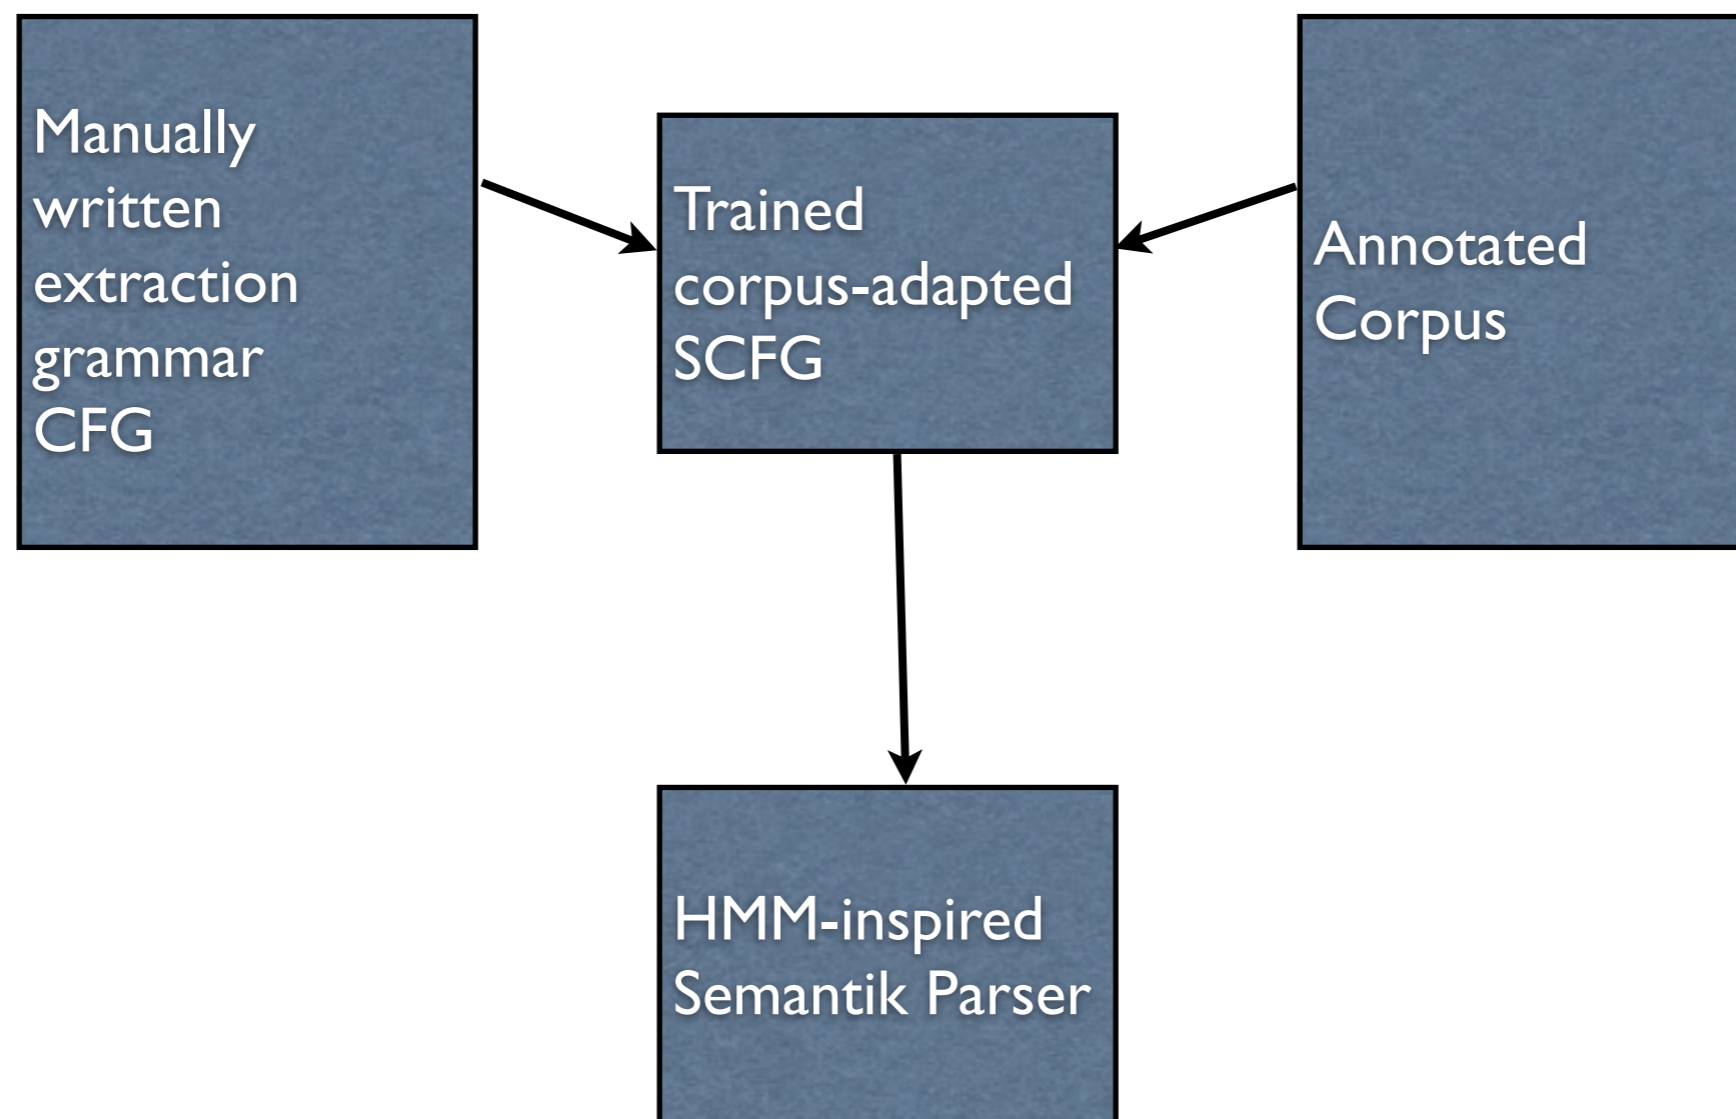 Manually
written
extraction
grammar
CFG
Trained
corpus-adapted
SCFG
Annotated
Corpus
HMM-inspired
Semantik Parser